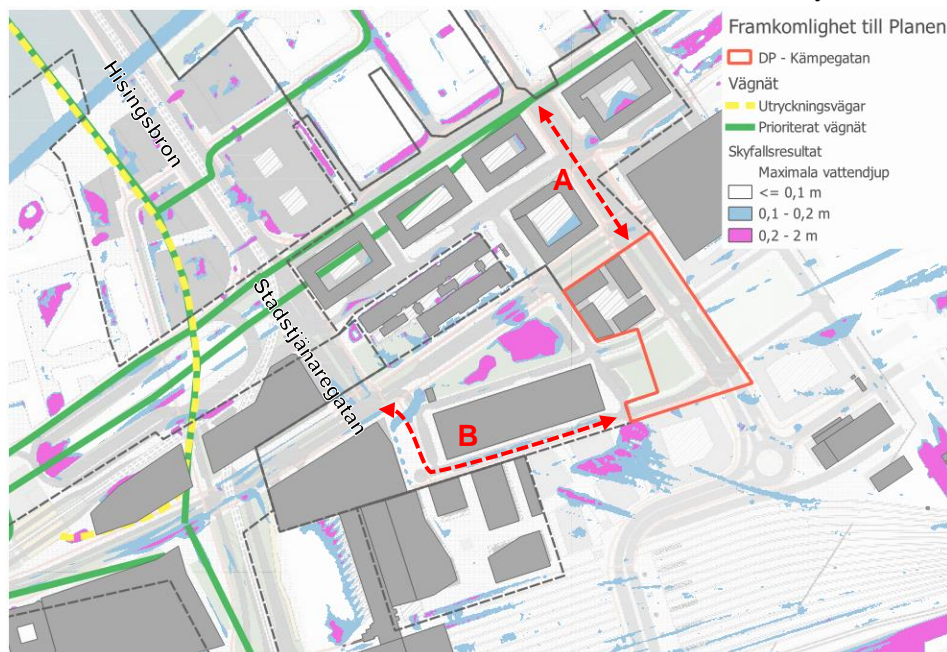 Framkomlighet till Planen
DP - Kämpegatan
Vägnät
Utryckningsvägar
Prioriterat vägnät
Skyfallsresultat
Maximala vattendjup
<= 0,1 m
0,1 - 0,2 m
0,2 - 2 m
Hisingsbron
A
Stadstjänaregatan
B